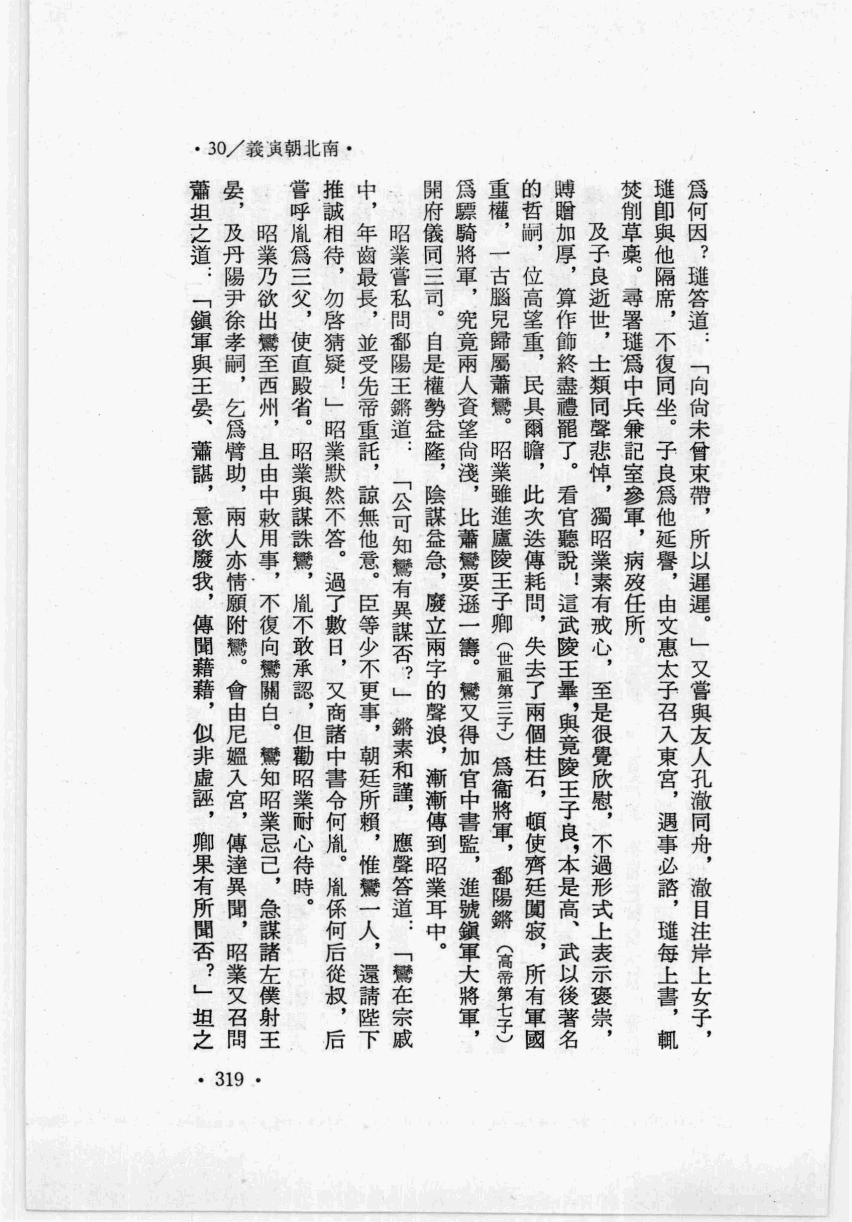 ·30/義演朝北南·
爲何因？璡答道：「向尚未曾束帶，所以遲遲。」又嘗與友人孔澈同舟，澈目注岸上女子，
璡卽與他隔席，不復同坐。子良爲他延譽，由文惠太子召入東宮，遇事必諮，璡每上書，輒
焚削草稾。尋署璡爲中兵兼記室參軍，病歿任所。
及子良逝世，士類同聲悲悼，獨昭業素有戒心，至是很覺欣慰，不過形式上表示褒崇，
賻贈加厚，算作飾終盡禮罷了。看官聽說！這武陵王曅，與竟陵王子良，本是高、武以後著名
的哲嗣，位高望重，民具爾瞻，此次迭傳耗問，失去了兩個柱石，頓使齊廷闃寂，所有軍國
重權，一古腦兒歸屬蕭鸞。昭業雖進廬陵王子卿（世祖第三子）爲衞將軍，鄱陽鏘（高帝第七子）
爲驃騎將軍，究竟兩人資望尚淺，比蕭鸞要遜一籌。鸞又得加官中書監，進號鎭軍大將軍，
開府儀同三司。自是權勢益隆，陰謀益急，廢立兩字的聲浪，漸漸傳到昭業耳中。
昭業嘗私問鄱陽王鏘道：「公可知鸞有異謀否？」鏘素和謹，應聲答道：「鸞在宗戚
中，年齒最長，並受先帝重託，諒無他意。臣等少不更事，朝廷所賴，惟鸞一人，還請陛下
推誠相待，勿啓猜疑！」昭業默然不答。過了數日，又商諸中書令何胤。胤係何后從叔，后
嘗呼胤爲三父，使直殿省。昭業與謀誅鸞，胤不敢承認，但勸昭業耐心待時。
昭業乃欲出鸞至西州，且由中敕用事，不復向鸞關白。鸞知昭業忌己，急謀諸左僕射王
晏，及丹陽尹徐孝嗣，乞爲臂助，兩人亦情願附鸞。會由尼媼入宮，傳達異聞，昭業又召問
蕭坦之道：「鎭軍與王晏、蕭諶，意欲廢我，傳聞藉藉，似非虛誣，卿果有所聞否？」坦之
·319·